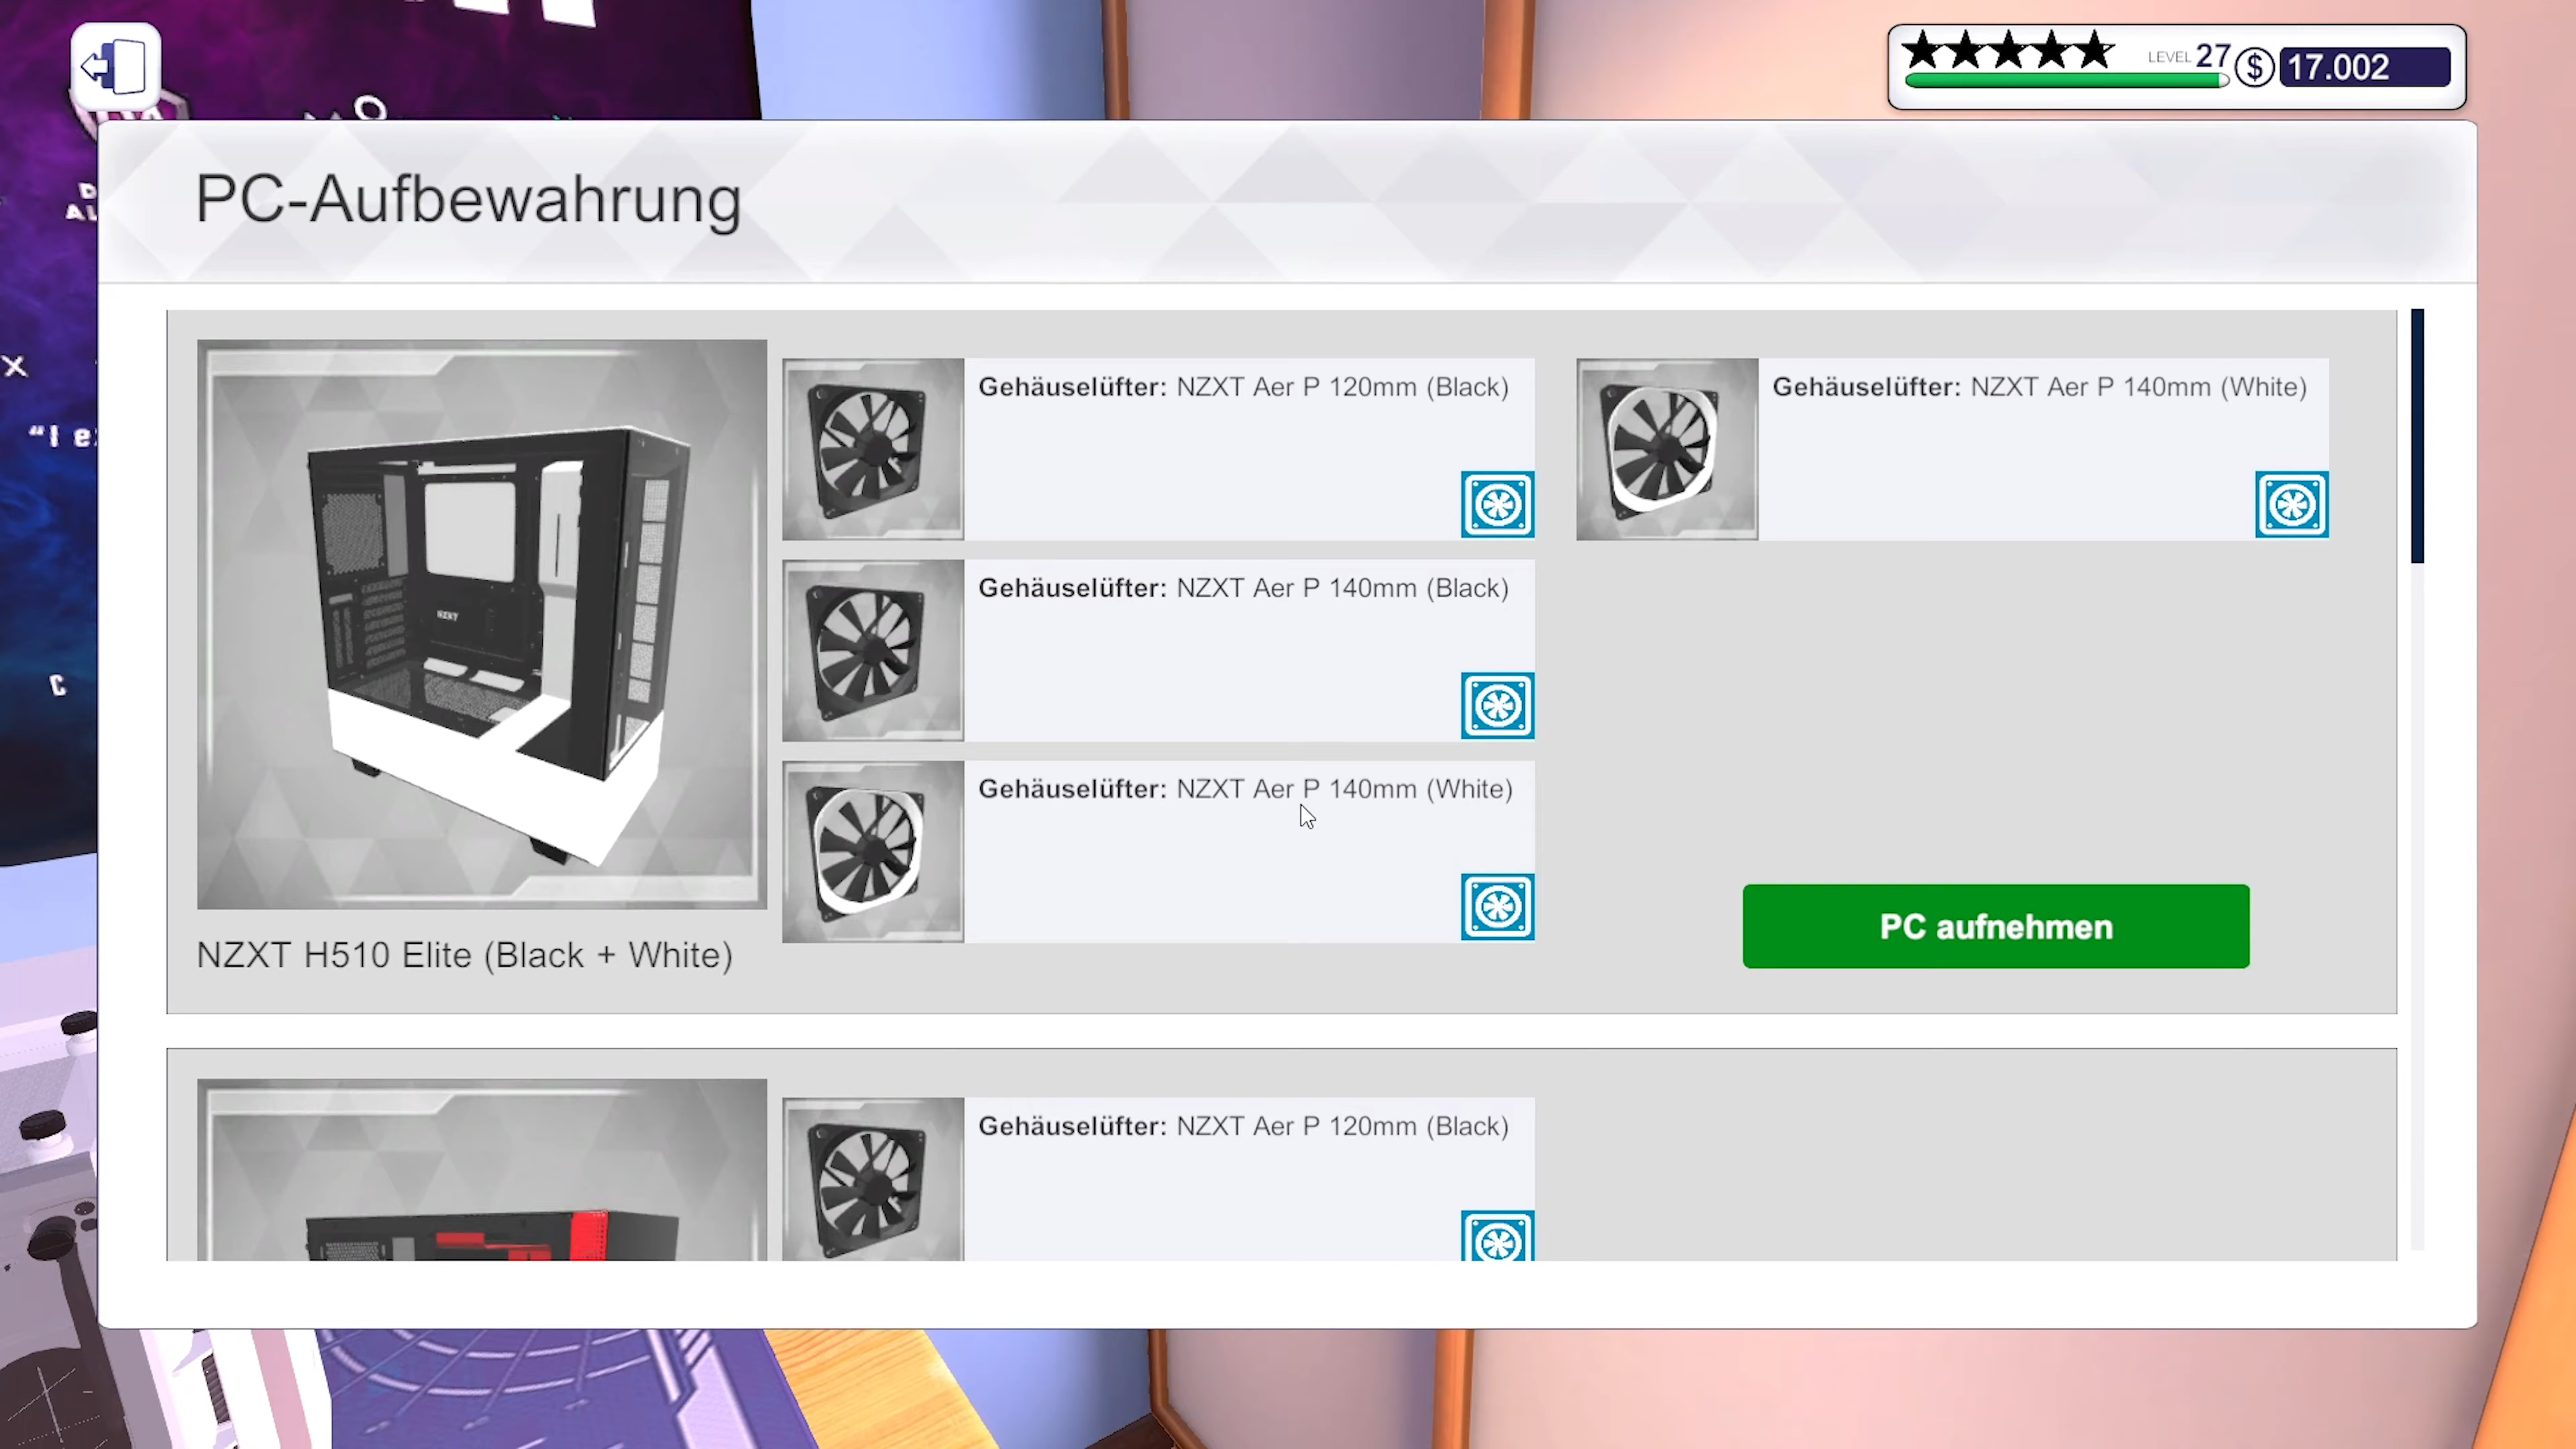 LEVEL 27 $ 17.002
PC-Aufbewahrung
Gehäuselüfter: NZXT Aer P 120mm (Black)
Gehäuselüfter: NZXT Aer P 140mm (White)
Gehäuselüfter: NZXT Aer P 140mm (Black)
Gehäuselüfter: NZXT Aer P 140mm (White)
NZXT
NZXT H510 Elite (Black + White)
PC aufnehmen
Gehäuselüfter: NZXT Aer P 120mm (Black)